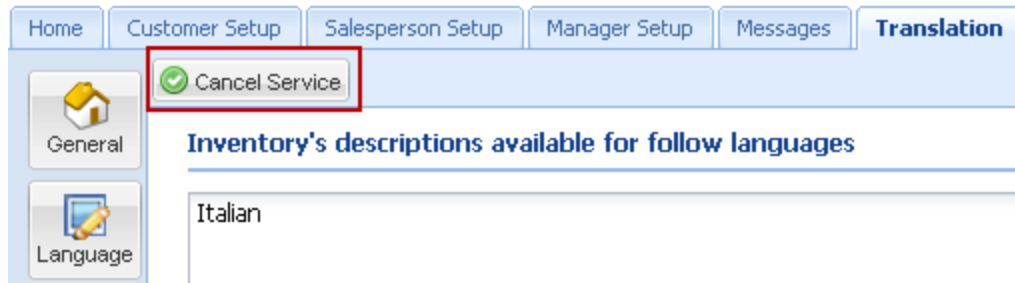 Home Customer Setup Salesperson Setup Manager Setup Messages Translation
Cancel Service
General
Inventory's descriptions available for follow languages
Italian
Language